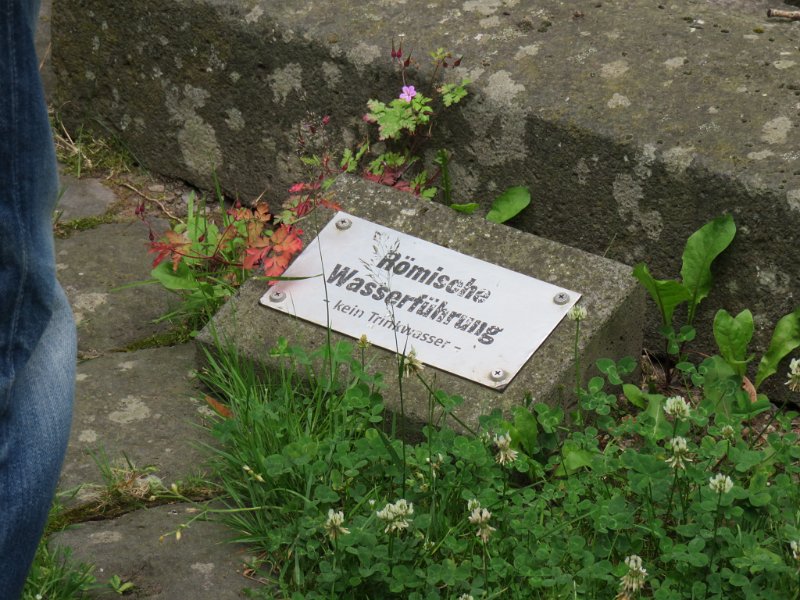 Römische
Wasserführung
- kein Trinkwasser -